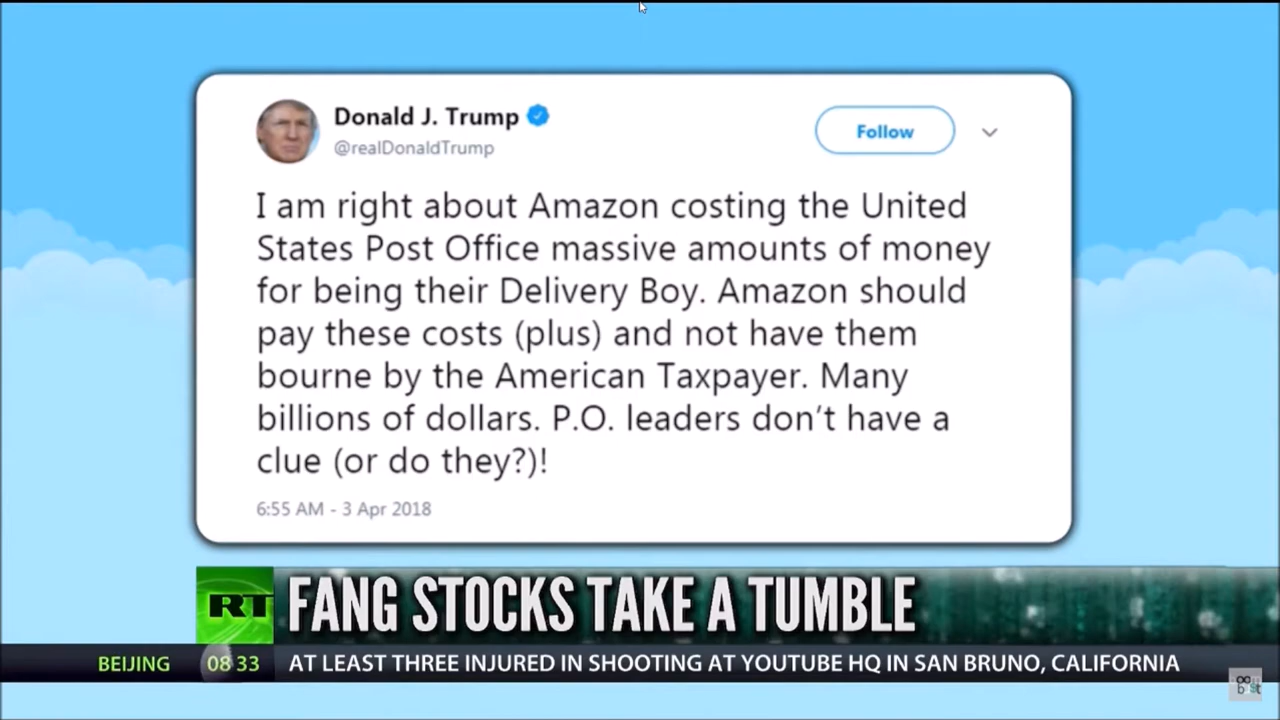 Donald J. Trump
@realDonaldTrump
Follow
I am right about Amazon costing the United
States Post Office massive amounts of money
for being their Delivery Boy. Amazon should
pay these costs (plus) and not have them
bourne by the American Taxpayer. Many
billions of dollars. P.O. leaders don't have a
clue (or do they?)!
6:55 AM - 3 Apr 2018
RT
FANG STOCKS TAKE A TUMBLE
BEIJING 08 33 AT LEAST THREE INJURED IN SHOOTING AT YOUTUBE HQ IN SAN BRUNO, CALIFORNIA